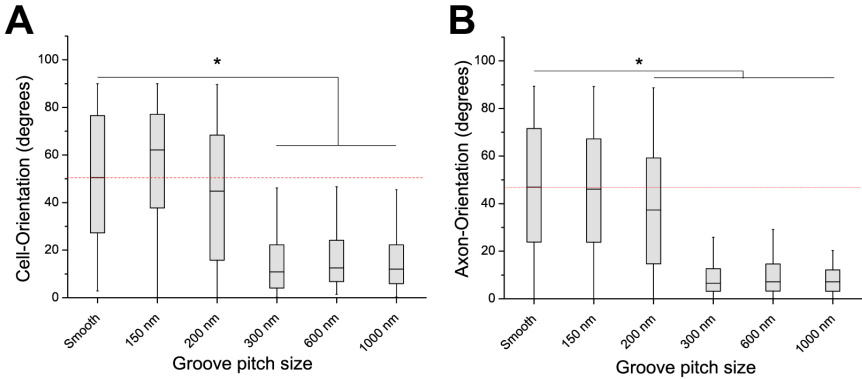 A
*
100
80
60
40
20
0
Cell-Orientation (degrees)
Smooth
150 nm
200 nm
300 nm
600 nm
1000 nm
Groove pitch size
B
*
100
80
60
40
20
0
Axon-Orientation (degrees)
Smooth
150 nm
200 nm
300 nm
600 nm
1000 nm
Groove pitch size